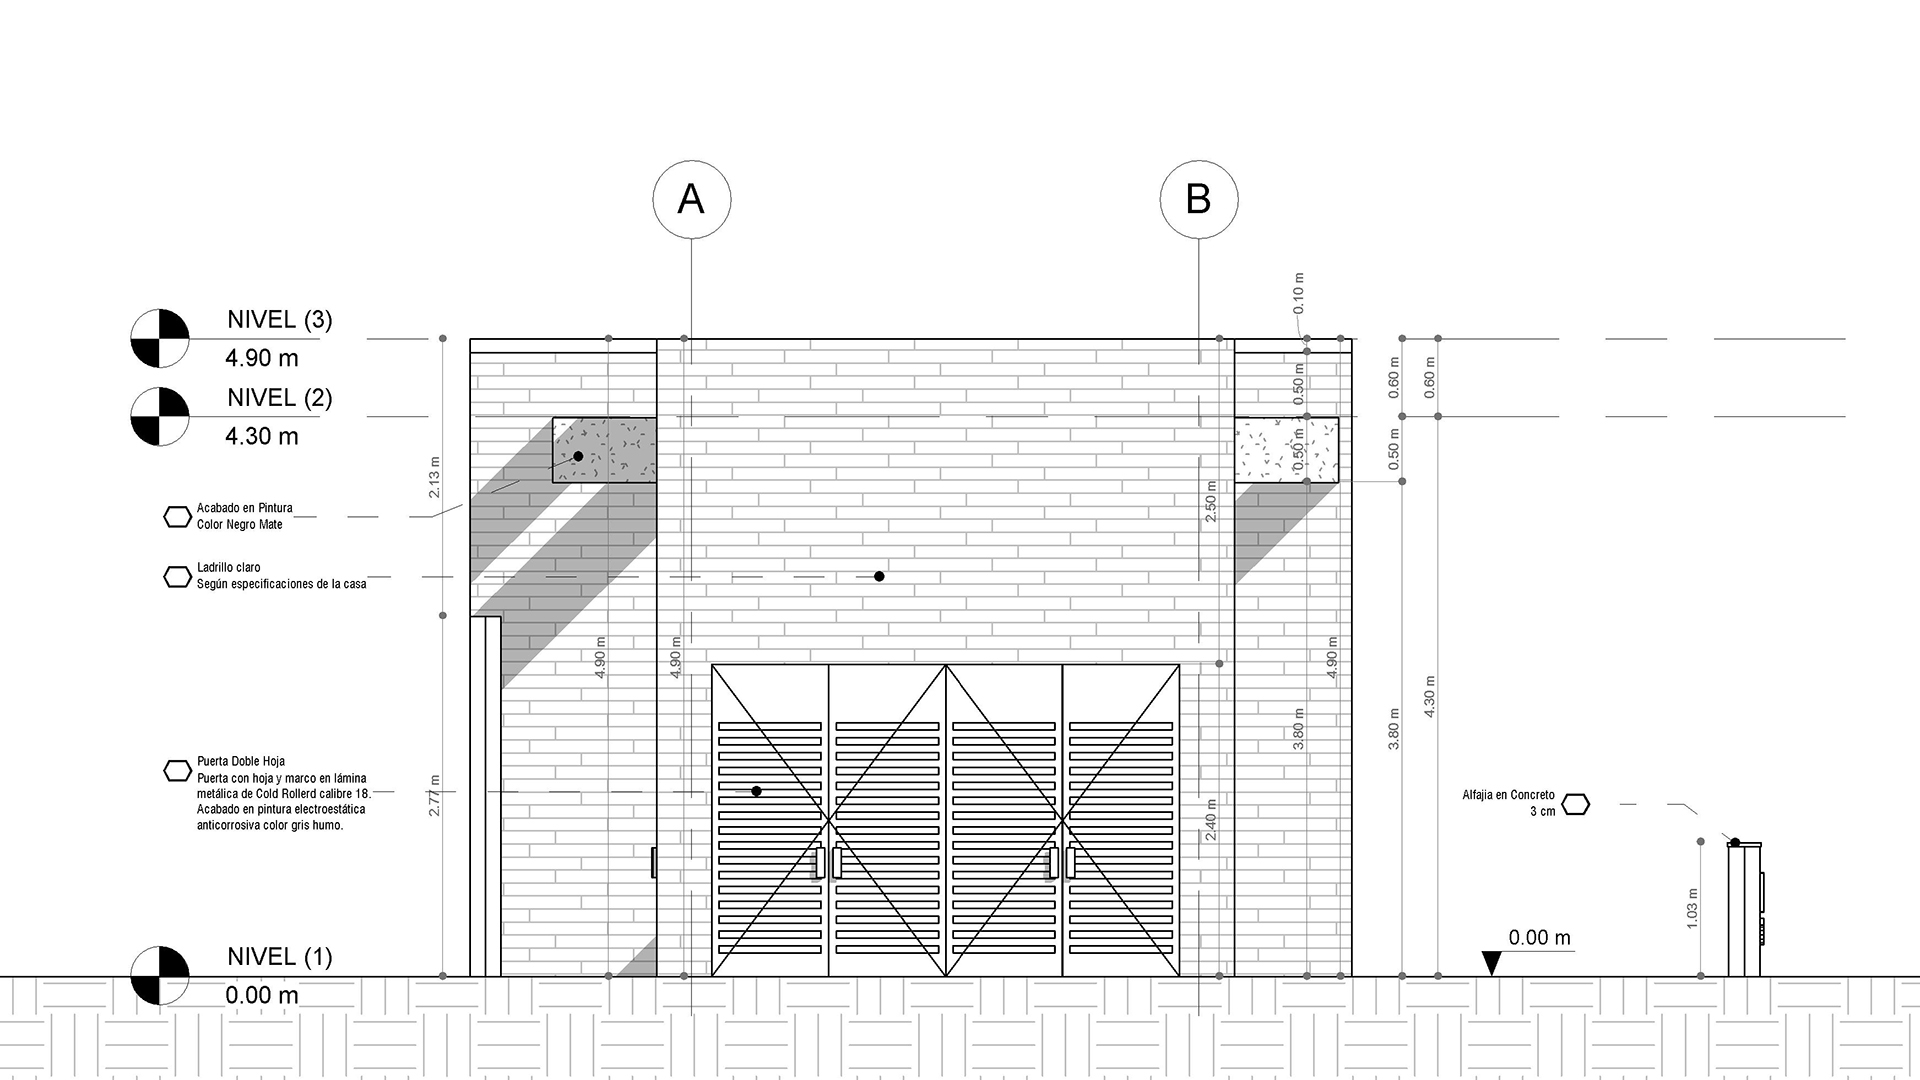 A
B
NIVEL (3)
4.90 m
NIVEL (2)
4.30 m
0.10 m
0.50 m
0.60 m
0.60 m
2.13 m
0.50 m
0.50 m
2.50 m
Acabado en Pintura
Color Negro Mate
Ladrillo claro
Según especificaciones de la casa
4.90 m
4.90 m
4.90 m
4.30 m
3.80 m
3.80 m
Puerta Doble Hoja
Puerta con hoja y marco en lámina
metálica de Cold Rollerd calibre 18.
Acabado en pintura electroestática
anticorrosiva color gris humo.
2.77 m
2.40 m
Alfajia en Concreto
3 cm
1.03 m
0.00 m
NIVEL (1)
0.00 m